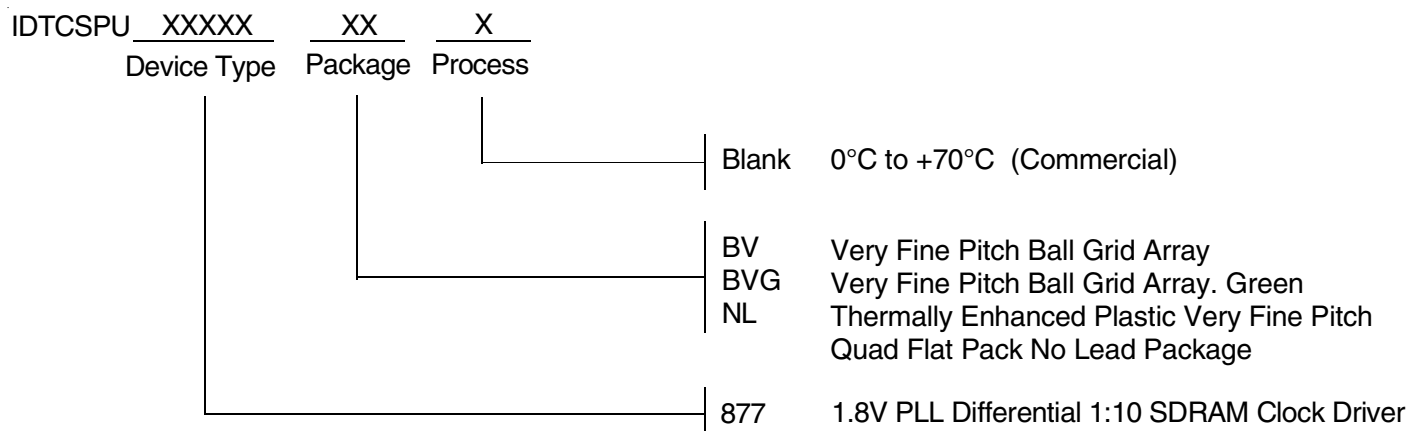 IDTCSPU XXXXX XX X
Device Type Package Process
Blank 0°C to +70°C (Commercial)
BV Very Fine Pitch Ball Grid Array
BVG Very Fine Pitch Ball Grid Array. Green
NL Thermally Enhanced Plastic Very Fine Pitch
Quad Flat Pack No Lead Package
877 1.8V PLL Differential 1:10 SDRAM Clock Driver